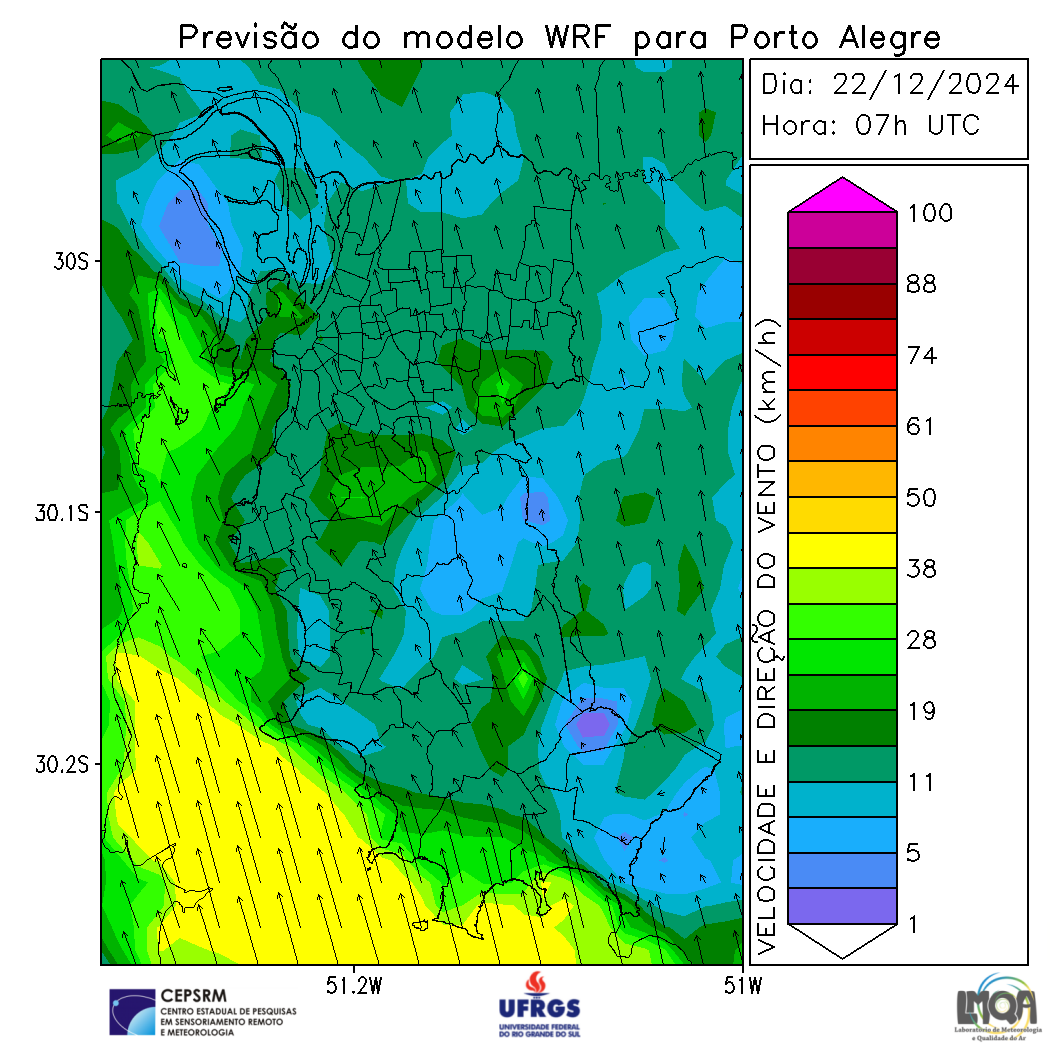 Previsão do modelo WRF para Porto Alegre
Dia: 22/12/2024
Hora: 07h UTC
30S
30.1S
30.2S
51.2W
51W
VELOCIDADE E DIREÇÃO DO VENTO (km/h)
100
88
74
61
50
38
28
19
11
5
1
CEPSRM
CENTRO ESTADUAL DE PESQUISAS
EM SENSORIAMENTO REMOTO
E METEOROLOGIA
UFRGS
UNIVERSIDADE FEDERAL
DO RIO GRANDE DO SUL
LMQA
Laboratório de Meteorologia
e Qualidade do Ar